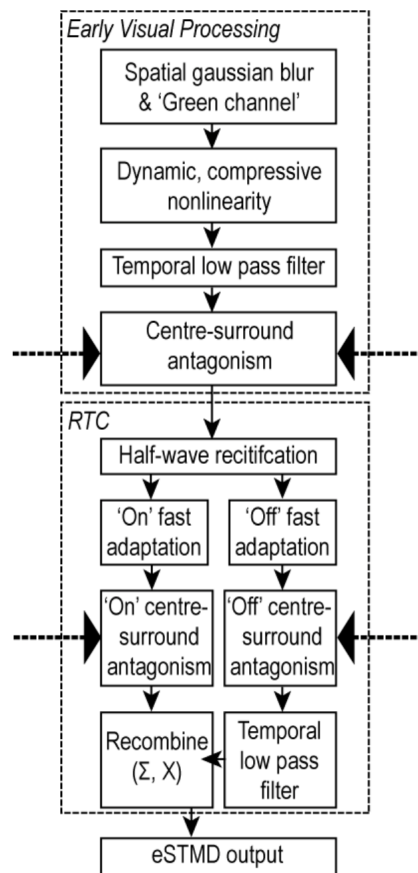 Early Visual Processing
Spatial gaussian blur
& ‘Green channel’
Dynamic, compressive
nonlinearity
Temporal low pass filter
Centre-surround
antagonism
RTC
Half-wave recitifcation
‘On’ fast
adaptation
‘Off’ fast
adaptation
‘On’ centre-
surround
antagonism
‘Off’ centre-
surround
antagonism
Recombine
(Σ, X)
Temporal
low pass
filter
eSTMD output